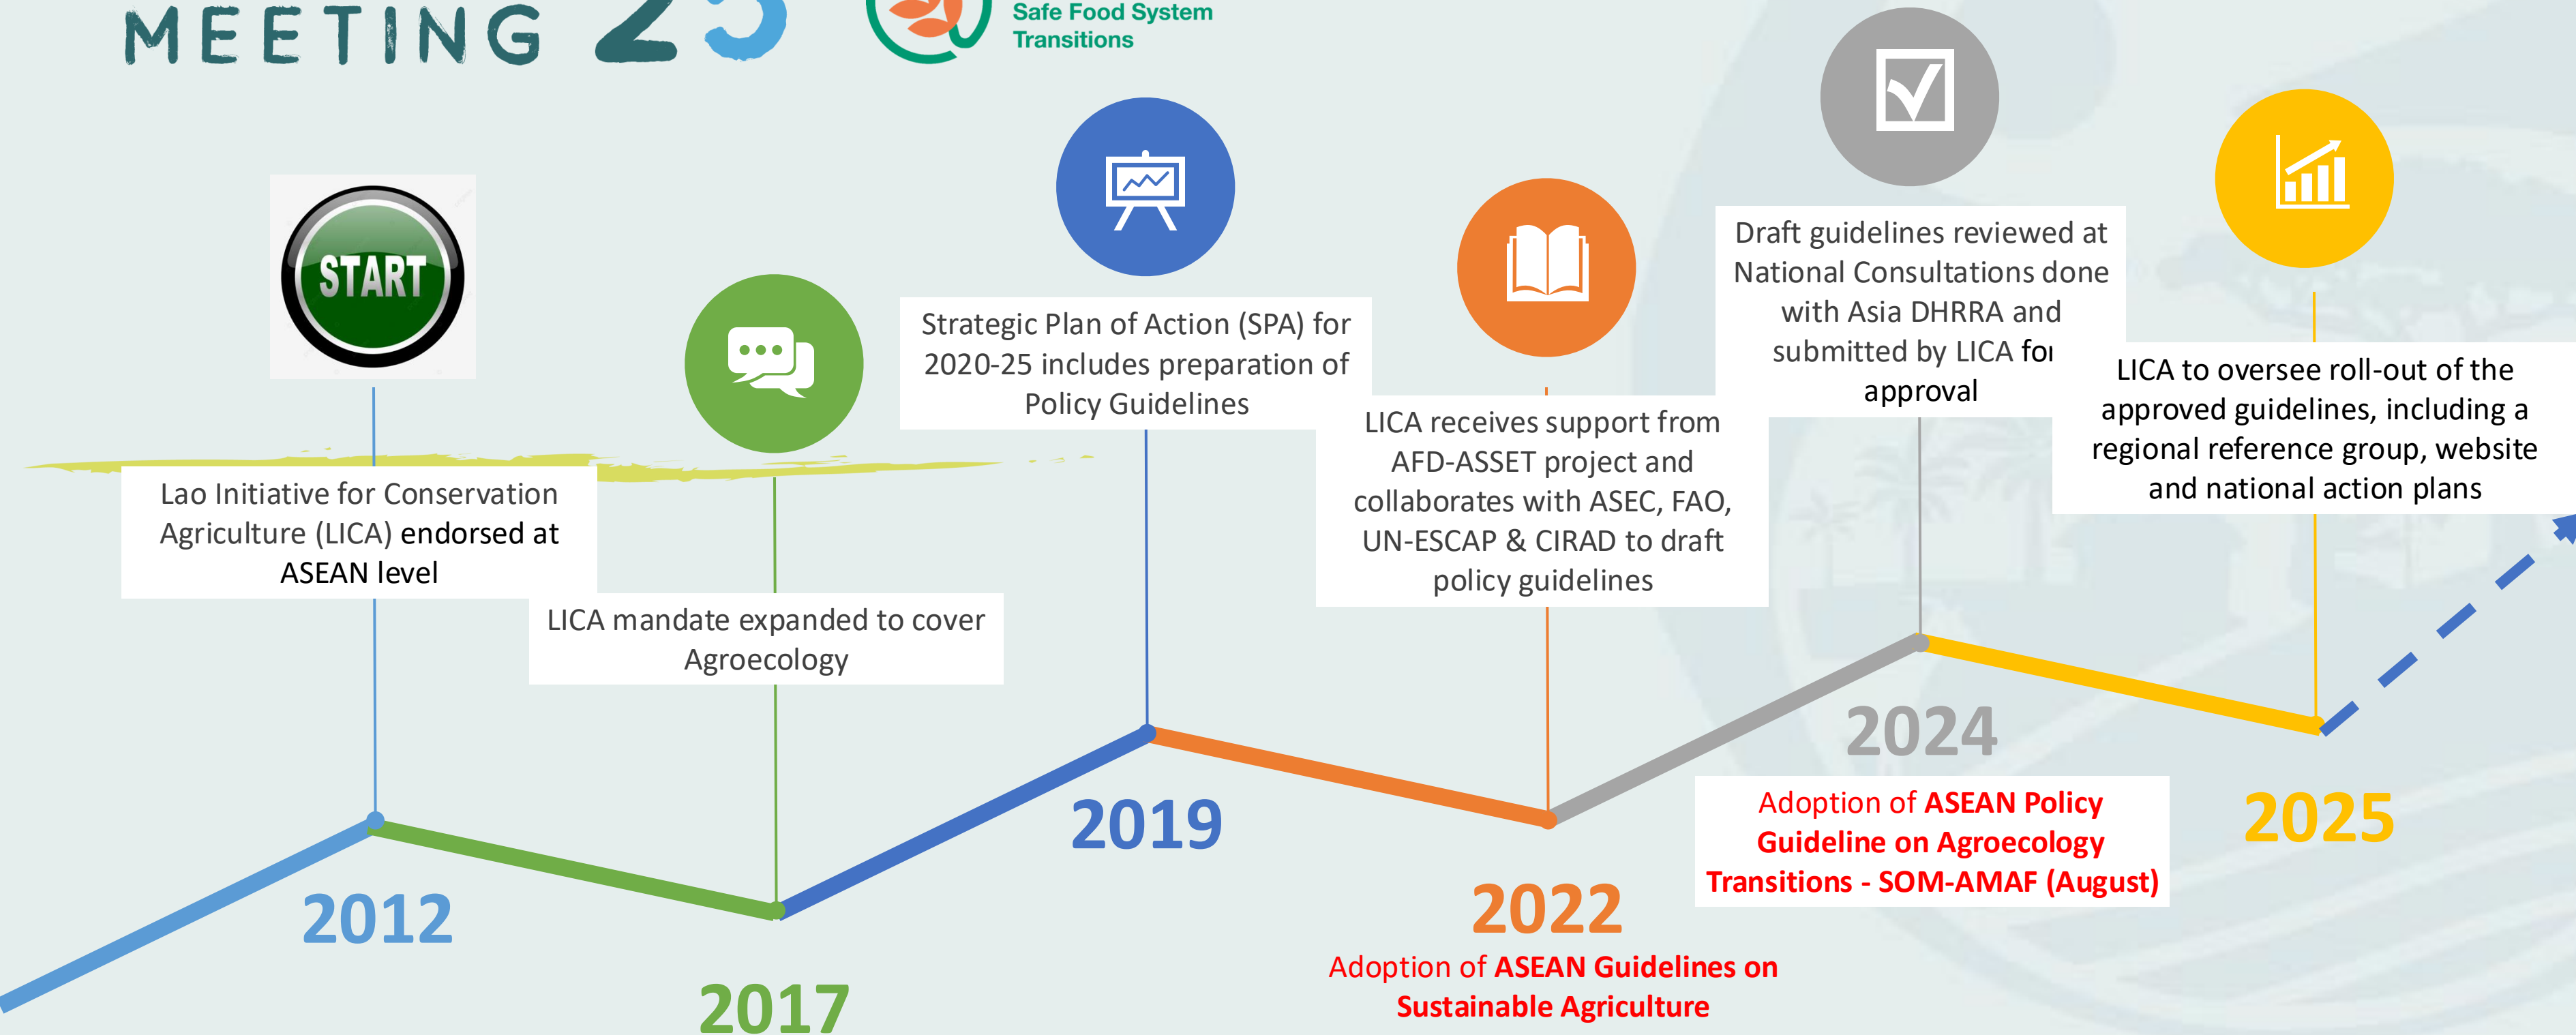 MEETING 25
Safe Food System
Transitions
START
Lao Initiative for Conservation
Agriculture (LICA) endorsed at
ASEAN level
2012
LICA mandate expanded to cover
Agroecology
2017
Strategic Plan of Action (SPA) for
2020-25 includes preparation of
Policy Guidelines
2019
LICA receives support from
AFD-ASSET project and
collaborates with ASEC, FAO,
UN-ESCAP & CIRAD to draft
policy guidelines
2022
Adoption of ASEAN Guidelines on
Sustainable Agriculture
Draft guidelines reviewed at
National Consultations done
with Asia DHRRA and
submitted by LICA for
approval
2024
Adoption of ASEAN Policy
Guideline on Agroecology
Transitions - SOM-AMAF (August)
LICA to oversee roll-out of the
approved guidelines, including a
regional reference group, website
and national action plans
2025